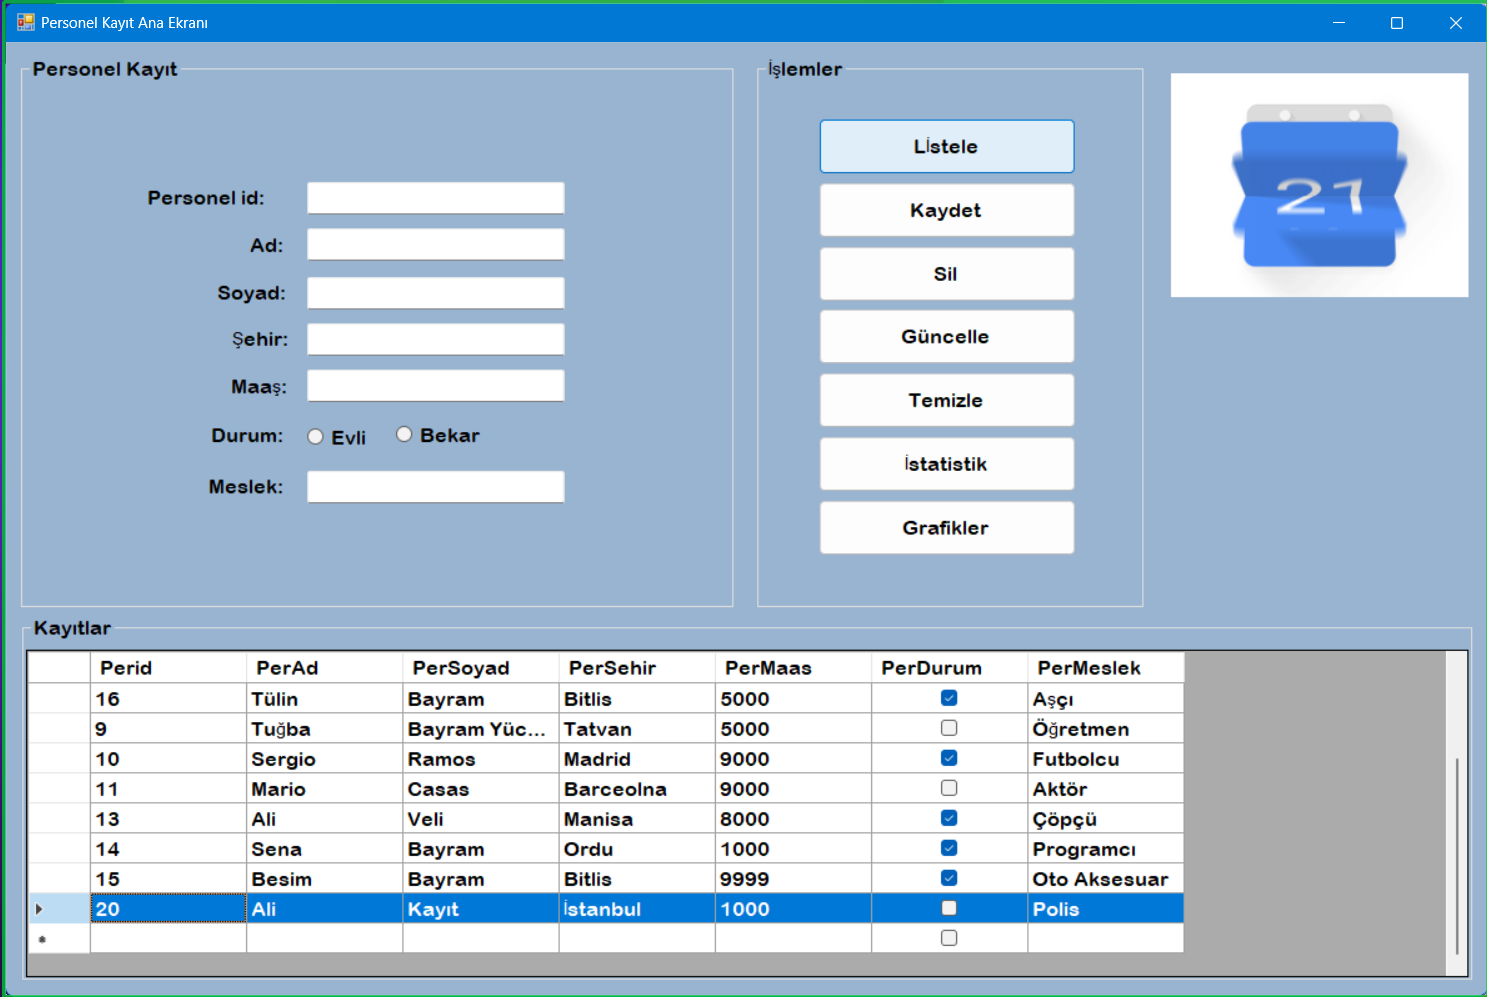 Personel Kayıt Ana Ekranı
Personel Kayıt
Personel id:
Ad:
Soyad:
Şehir:
Maaş:
Durum: Evli Bekar
Meslek:
İşlemler
Lİstele
Kaydet
Sil
Güncelle
Temizle
İstatistik
Grafikler
21
Kayıtlar
Perid PerAd PerSoyad PerSehir PerMaas PerDurum PerMeslek
16 Tülin Bayram Bitlis 5000 Aşçı
9 Tuğba Bayram Yüc... Tatvan 5000 Öğretmen
10 Sergio Ramos Madrid 9000 Futbolcu
11 Mario Casas Barceolna 9000 Aktör
13 Ali Veli Manisa 8000 Çöpçü
14 Sena Bayram Ordu 1000 Programcı
15 Besim Bayram Bitlis 9999 Oto Aksesuar
20 Ali Kayıt İstanbul 1000 Polis